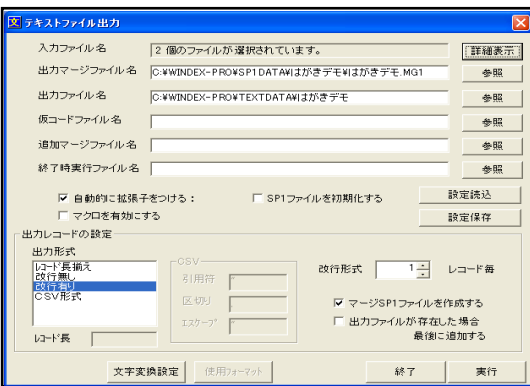 文 テキストファイル出力
入力ファイル名 2 個のファイルが選択されています。 詳細表示
出力マージファイル名 C:¥WINDEX-PRO¥SP1DATA¥はがきデモ¥はがきデモ.MG1 参照
出力ファイル名 C:¥WINDEX-PRO¥TEXTDATA¥はがきデモ 参照
仮コードファイル名 参照
追加マージファイル名 参照
終了時実行ファイル名 参照
自動的に拡張子をつける: SP1ファイルを初期化する 設定読込
マクロを有効にする 設定保存
出力レコードの設定
出力形式
レコード長揃え
改行無し
改行有り
CSV形式
レコード長
CSV
引用符
区切り
エスケープ
改行形式 1 レコード毎
マージSP1ファイルを作成する
出力ファイルが存在した場合
最後に追加する
文字変換設定 使用フォーマット 終了 実行